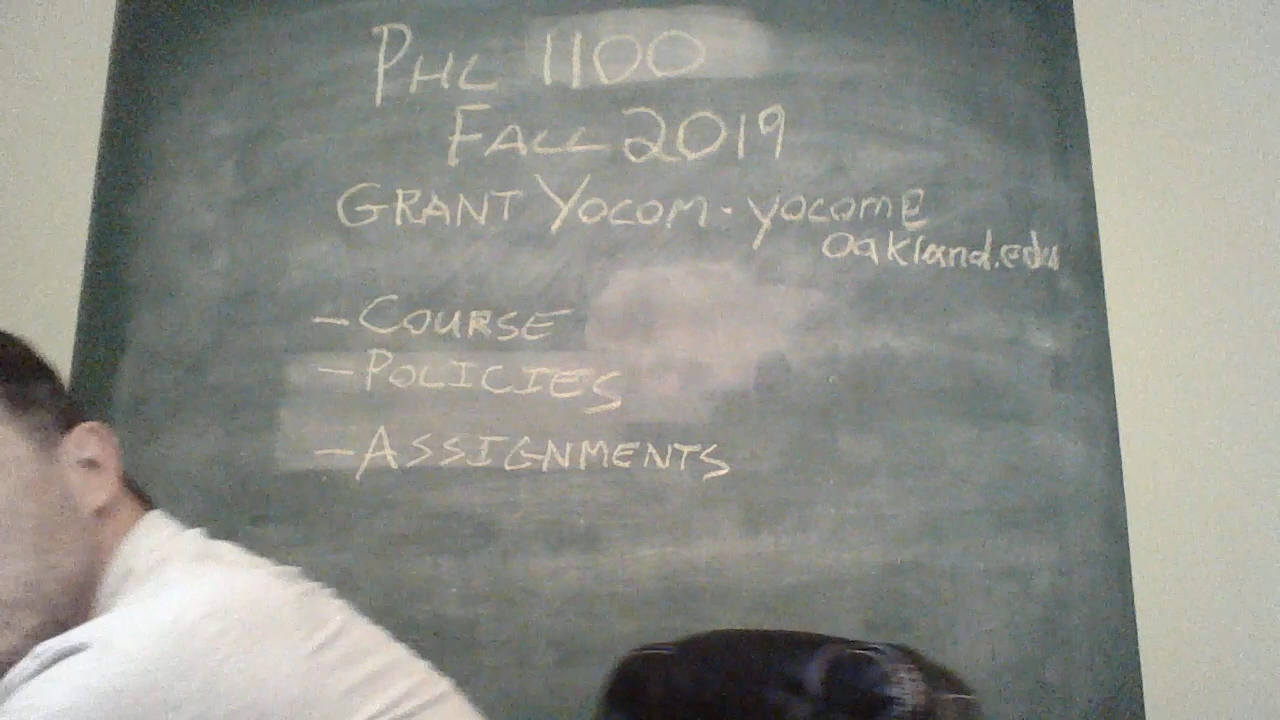 PHL 1100
FALL 2019
GRANT YOCOM - yocom@
oakland.edu
- COURSE
- POLICIES
- ASSIGNMENTS